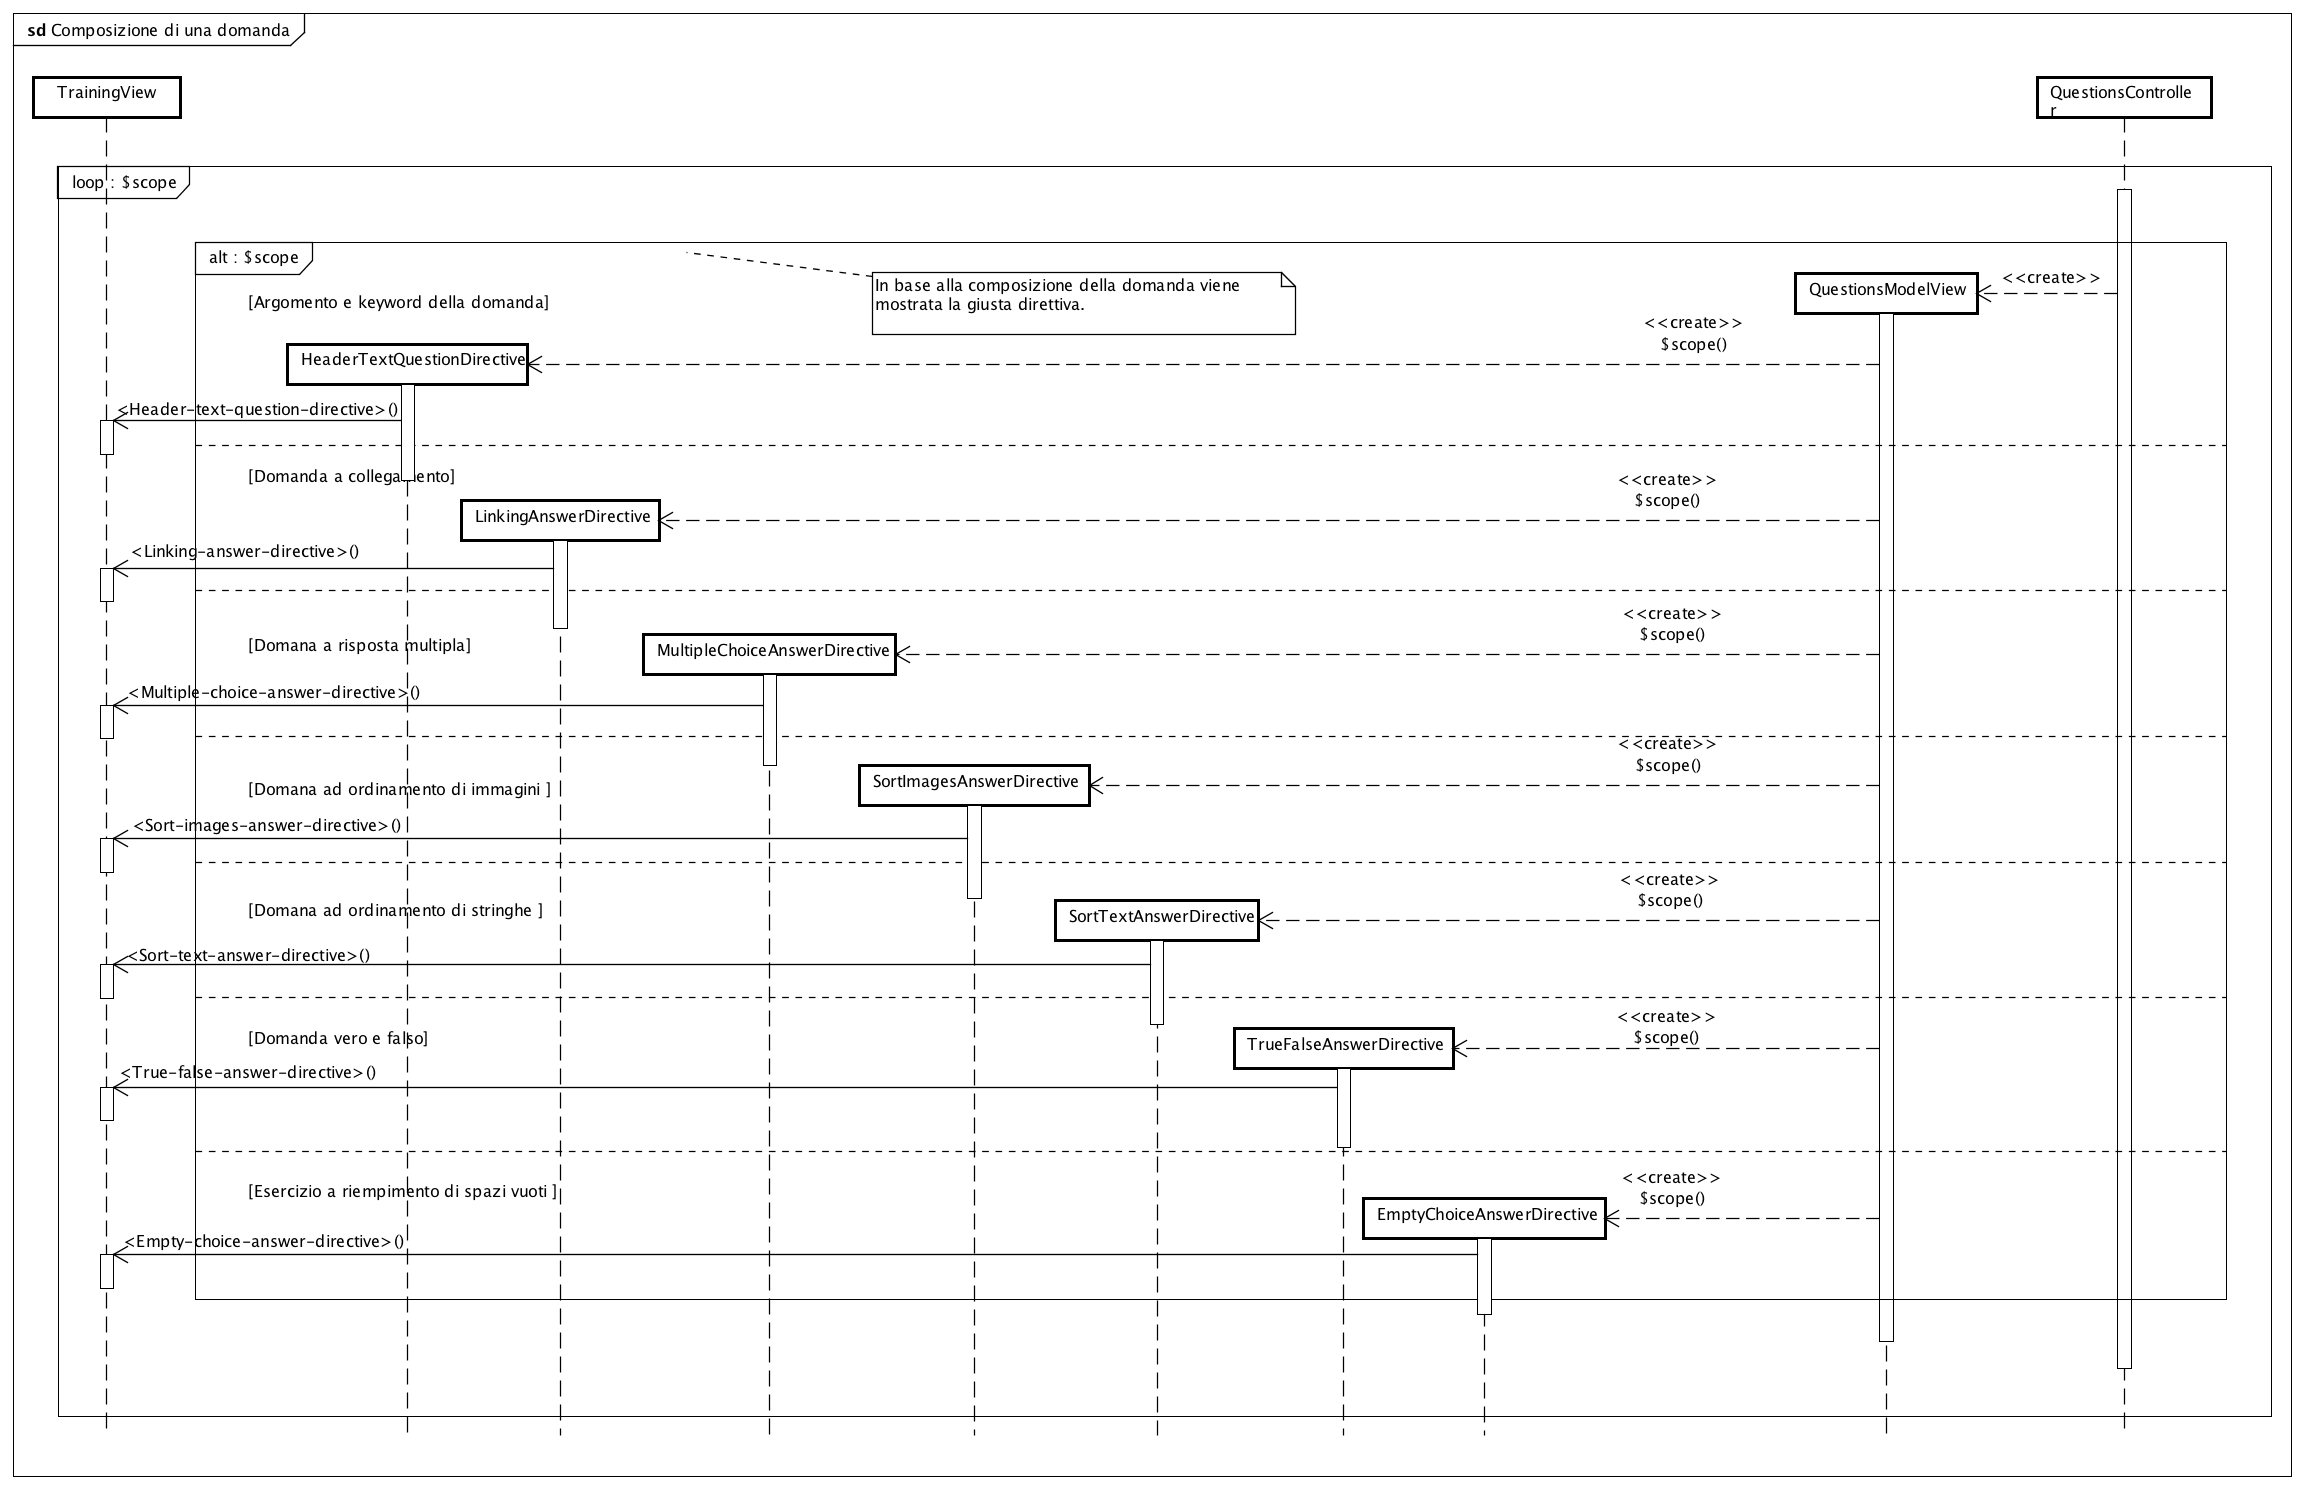 sd Composizione di una domanda
TrainingView
QuestionsControlle
r
loop : $scope
alt : $scope
In base alla composizione della domanda viene
mostrata la giusta direttiva.
<<create>>
QuestionsModelView
[Argomento e keyword della domanda]
<<create>>
$scope()
HeaderTextQuestionDirective
<Header-text-question-directive>()
[Domanda a collegamento]
<<create>>
$scope()
LinkingAnswerDirective
<Linking-answer-directive>()
<<create>>
$scope()
[Domana a risposta multipla]
MultipleChoiceAnswerDirective
<Multiple-choice-answer-directive>()
<<create>>
$scope()
SortImagesAnswerDirective
[Domana ad ordinamento di immagini ]
<Sort-images-answer-directive>()
<<create>>
$scope()
[Domana ad ordinamento di stringhe ]
SortTextAnswerDirective
<Sort-text-answer-directive>()
<<create>>
$scope()
[Domanda vero e falso]
TrueFalseAnswerDirective
<True-false-answer-directive>()
<<create>>
$scope()
[Esercizio a riempimento di spazi vuoti ]
EmptyChoiceAnswerDirective
<Empty-choice-answer-directive>()